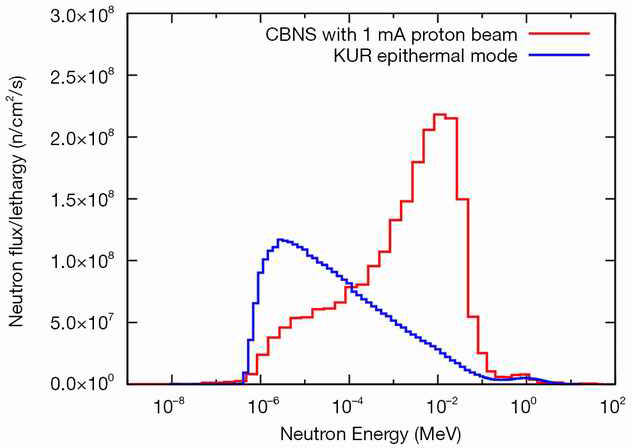 3.0×10⁸
CBNS with 1 mA proton beam
KUR epithermal mode
2.5×10⁸
2.0×10⁸
1.5×10⁸
1.0×10⁸
5.0×10⁷
0.0×10⁰
Neutron flux/lethargy (n/cm²/s)
10⁻⁸ 10⁻⁶ 10⁻⁴ 10⁻² 10⁰ 10²
Neutron Energy (MeV)